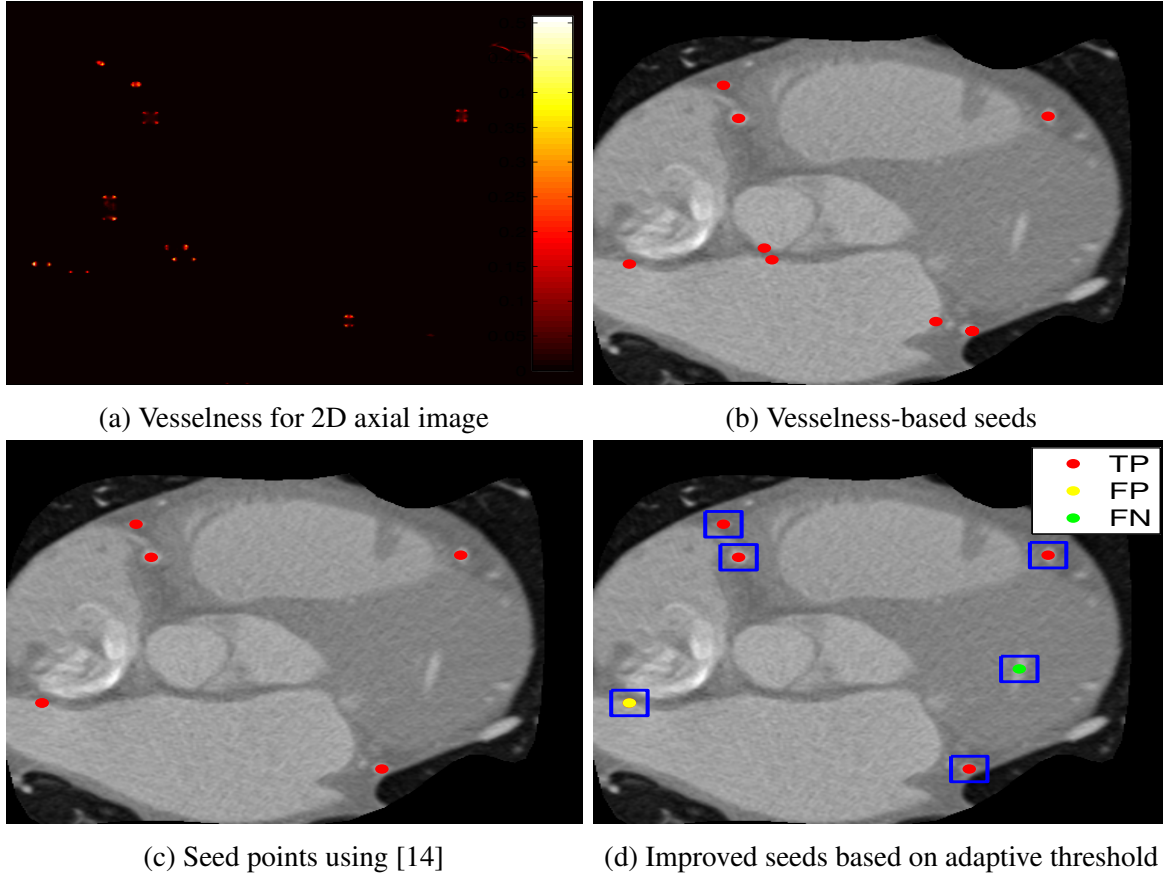 (a) Vesselness for 2D axial image
(b) Vesselness-based seeds
TP
FP
FN
(c) Seed points using [14]
(d) Improved seeds based on adaptive threshold